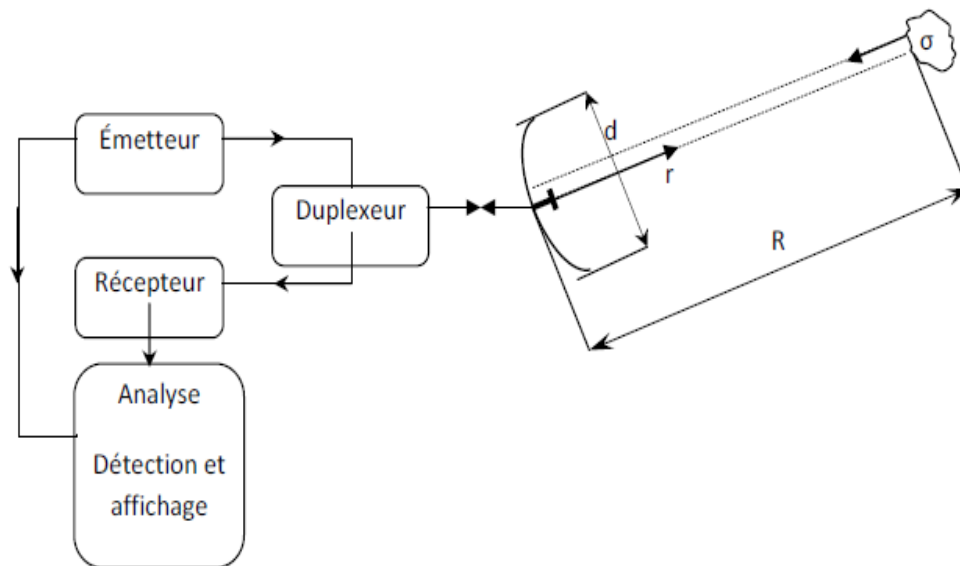 Émetteur
Duplexeur
Récepteur
Analyse
Détection et
affichage
d
r
σ
R